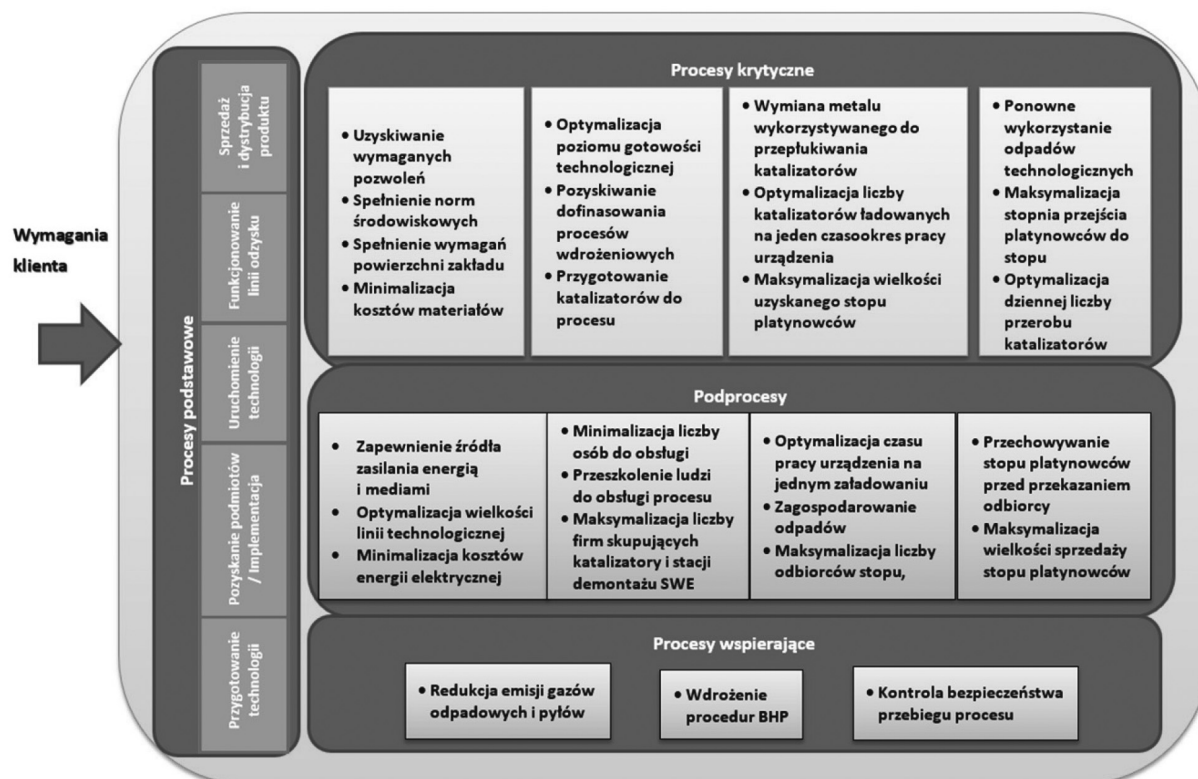 Wymagania
klienta
Procesy podstawowe
Sprzedaż
i dystrybucja
produktu
Funkcjonowanie
linii odzysku
Uruchomienie
technologii
Pozyskanie podmiotów
/ Implementacja
Przygotowanie
technologii
Procesy krytyczne
• Uzyskiwanie
wymaganych
pozwoleń
• Spełnienie norm
środowiskowych
• Spełnienie wymagań
powierzchni zakładu
• Minimalizacja
kosztów materiałów
• Optymalizacja
poziomu gotowości
technologicznej
• Pozyskiwanie
dofinasowania
procesów
wdrożeniowych
• Przygotowanie
katalizatorów do
procesu
• Wymiana metalu
wykorzystywanego do
przepłukiwania
katalizatorów
• Optymalizacja liczby
katalizatorów ładowanych
na jeden czasookres pracy
urządzenia
• Maksymalizacja wielkości
uzyskanego stopu
platynowców
• Ponowne
wykorzystanie
odpadów
technologicznych
• Maksymalizacja
stopnia przejścia
platynowców do
stopu
• Optymalizacja
dziennej liczby
przerobu
katalizatorów
Podprocesy
• Zapewnienie źródła
zasilania energią
i mediami
• Optymalizacja wielkości
linii technologicznej
• Minimalizacja kosztów
energii elektrycznej
• Minimalizacja liczby
osób do obsługi
• Przeszkolenie ludzi
do obsługi procesu
• Maksymalizacja liczby
firm skupujących
katalizatory i stacji
demontażu SWE
• Optymalizacja czasu
pracy urządzenia na
jednym załadowaniu
• Zagospodarowanie
odpadów
• Maksymalizacja liczby
odbiorców stopu,
• Przechowywanie
stopu platynowców
przed przekazaniem
odbiorcy
• Maksymalizacja
wielkości sprzedaży
stopu platynowców
Procesy wspierające
• Redukcja emisji gazów
odpadowych i pyłów
• Wdrożenie
procedur BHP
• Kontrola bezpieczeństwa
przebiegu procesu